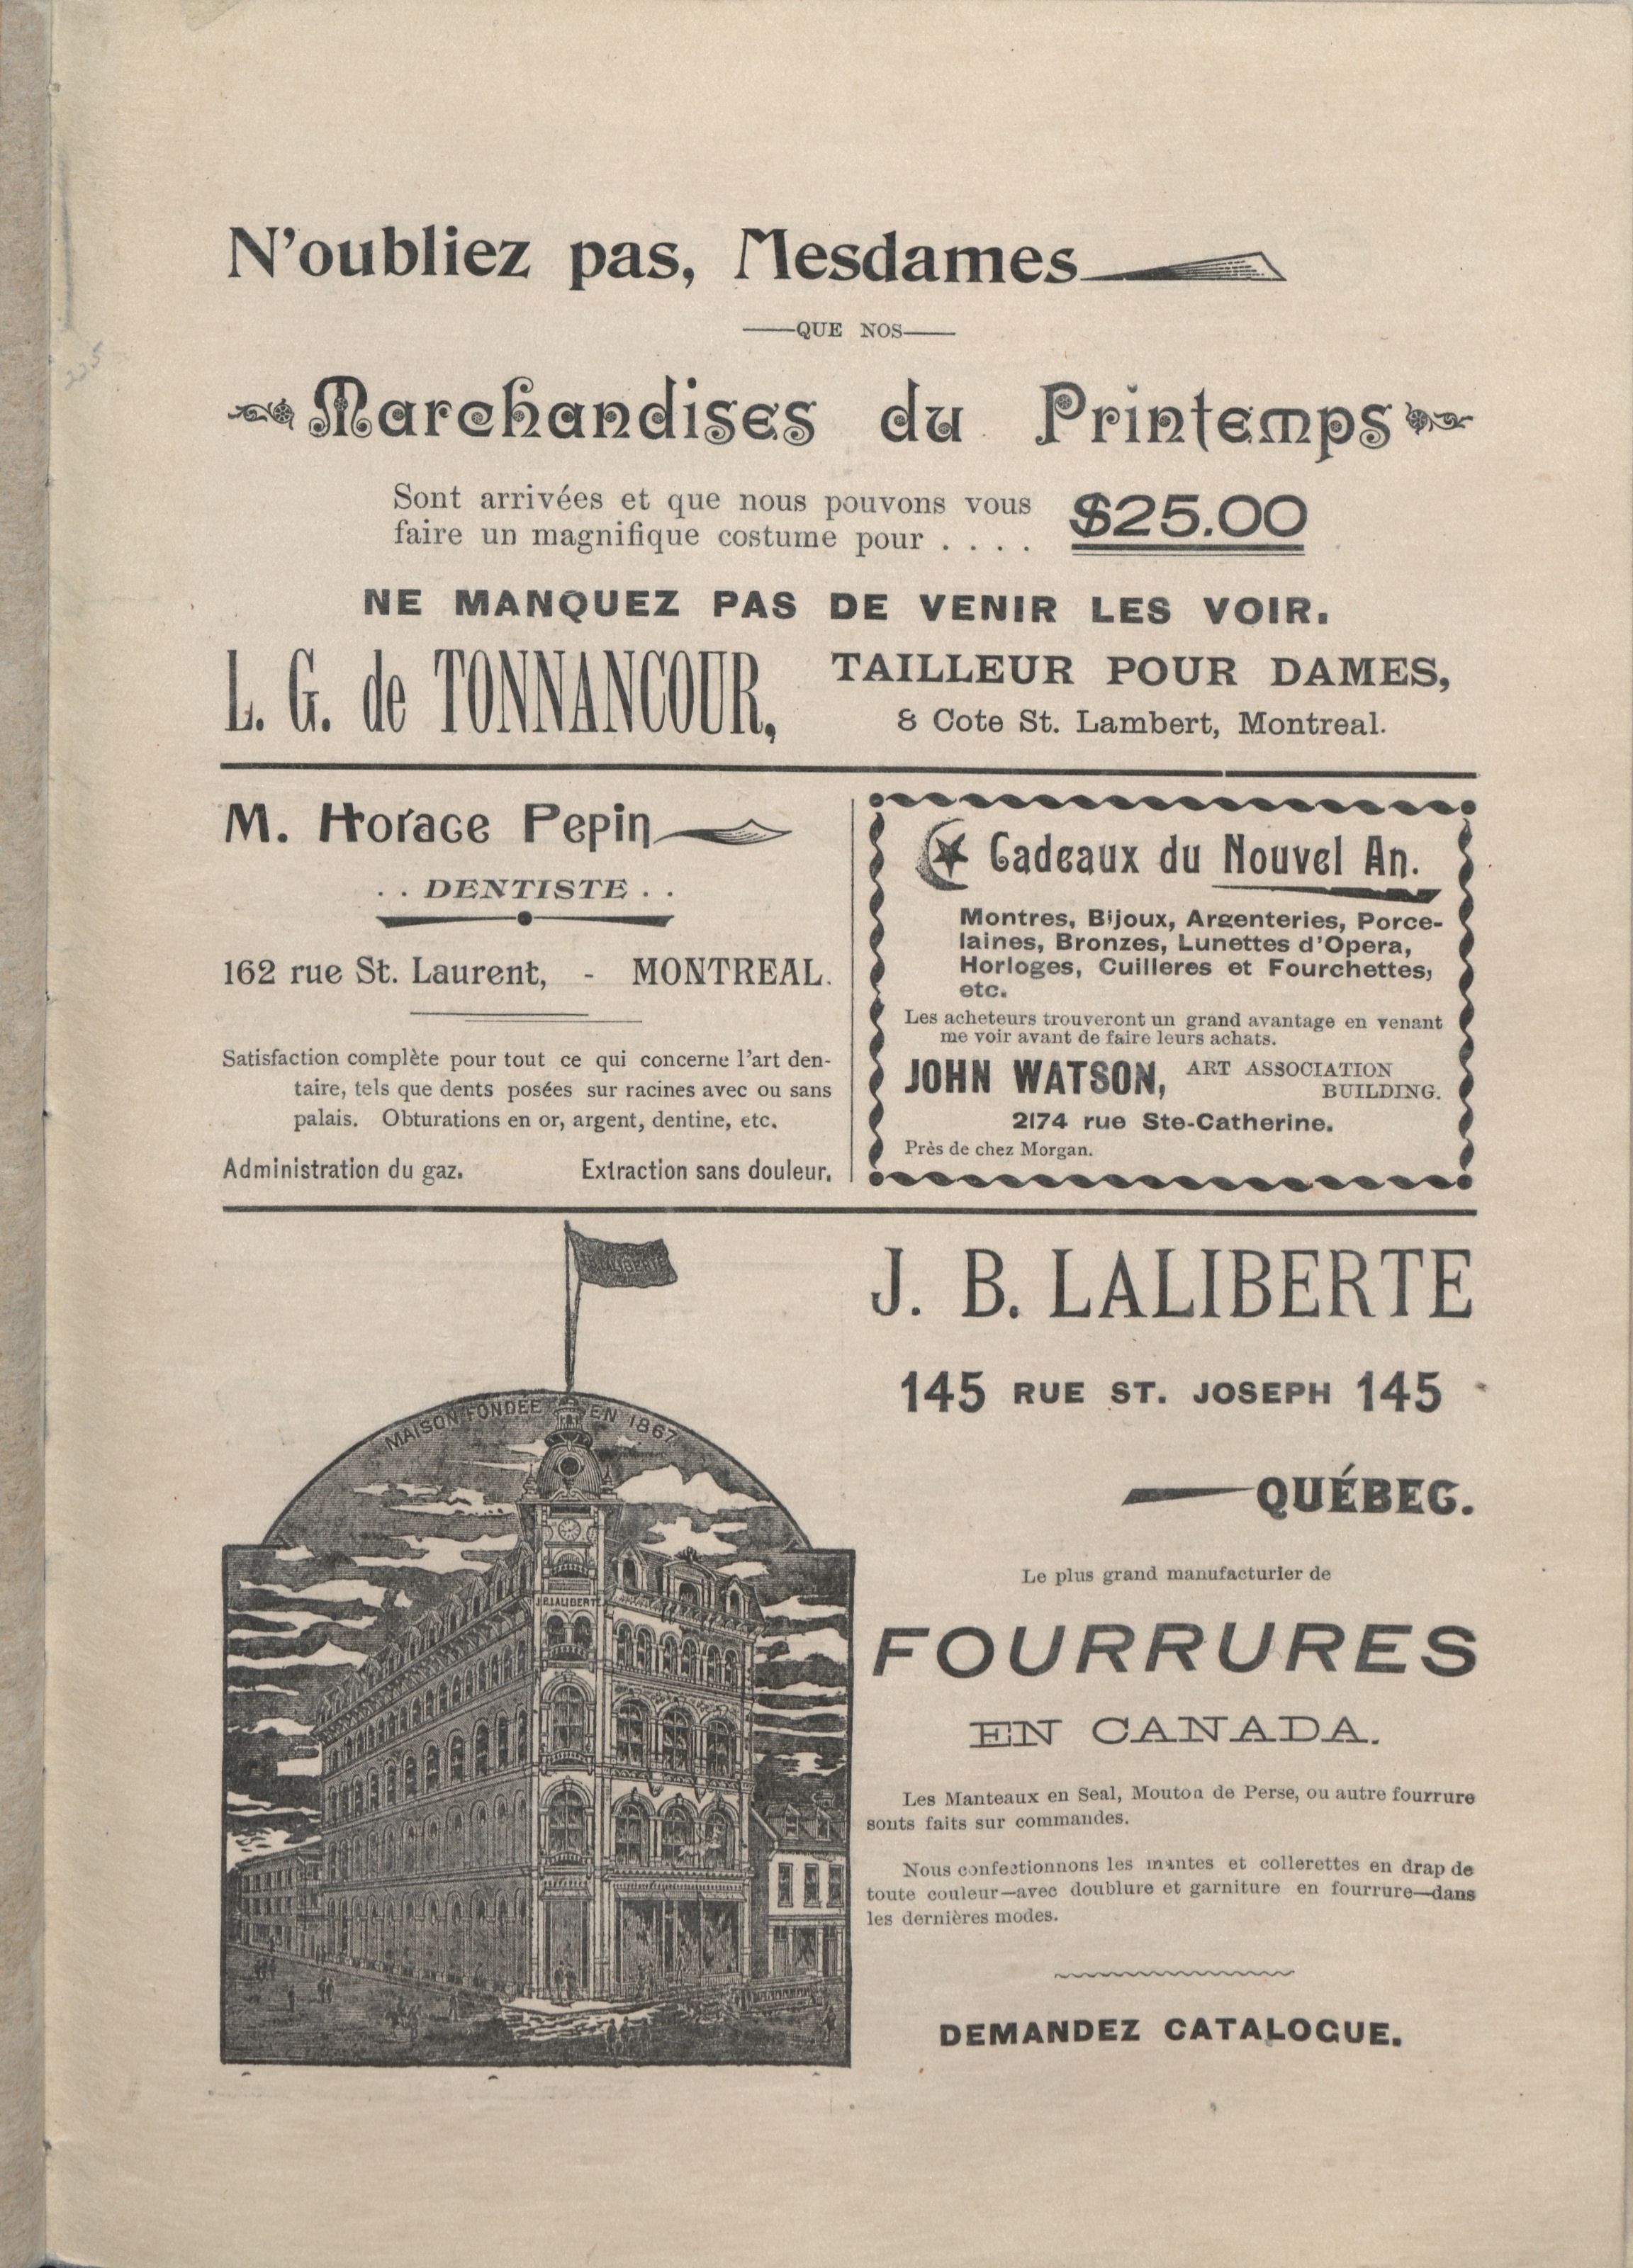 N'oubliez pas, Mesdames
QUE NOS
Marchandises du Printemps
Sont arrivées et que nous pouvons vous
faire un magnifique costume pour . . . .
$25.00
NE MANQUEZ PAS DE VENIR LES VOIR.
L. G. de TONNANCOUR,
TAILLEUR POUR DAMES,
8 Cote St. Lambert, Montreal.
M. Horace Pepin
. . DENTISTE . .
162 rue St. Laurent, - MONTREAL.
Satisfaction complète pour tout ce qui concerne l'art den-
taire, tels que dents posées sur racines avec ou sans
palais. Obturations en or, argent, dentine, etc.
Administration du gaz. Extraction sans douleur.
Cadeaux du Nouvel An.
Montres, Bijoux, Argenteries, Porce-
laines, Bronzes, Lunettes d'Opera,
Horloges, Cuilleres et Fourchettes,
etc.
Les acheteurs trouveront un grand avantage en venant
me voir avant de faire leurs achats.
JOHN WATSON,
ART ASSOCIATION
BUILDING.
2174 rue Ste-Catherine.
Près de chez Morgan.
LALIBERTE
MAISON FONDEE EN 1867
J.B. LALIBERTE
J. B. LALIBERTE
145 RUE ST. JOSEPH 145
QUÉBEC.
Le plus grand manufacturier de
FOURRURES
EN CANADA.
Les Manteaux en Seal, Mouton de Perse, ou autre fourrure
sonts faits sur commandes.
Nous confectionnons les mantes et collerettes en drap de
toute couleur—avec doublure et garniture en fourrure—dans
les dernières modes.
DEMANDEZ CATALOGUE.